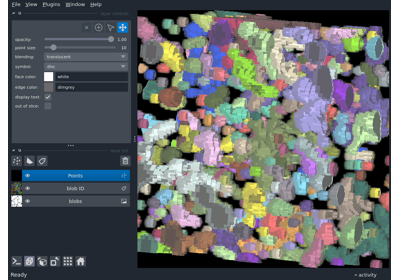 File View Plugins Window Help
opacity: 1.00
point size: 10
blending: translucent
symbol: disc
face color: white
edge color: dimgrey
display text:
out of slice:
Points
blob ID
blobs
Ready
activity